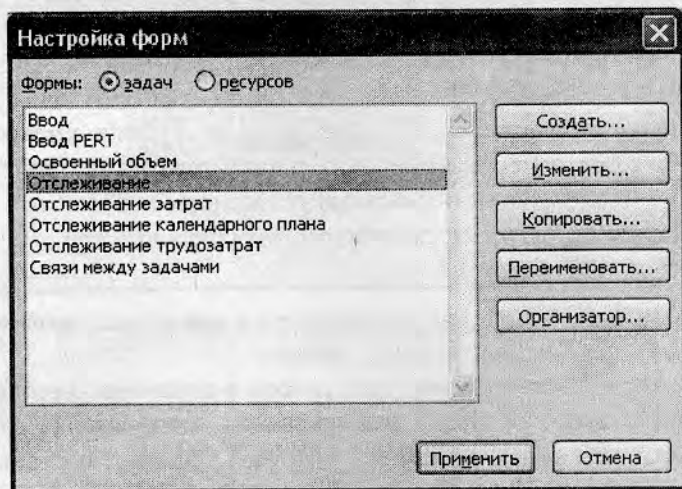 Настройка форм
Формы: задач ресурсов
Ввод
Ввод PERT
Освоенный объем
Отслеживание
Отслеживание затрат
Отслеживание календарного плана
Отслеживание трудозатрат
Связи между задачами
Создать...
Изменить...
Копировать...
Переименовать...
Организатор...
Применить Отмена